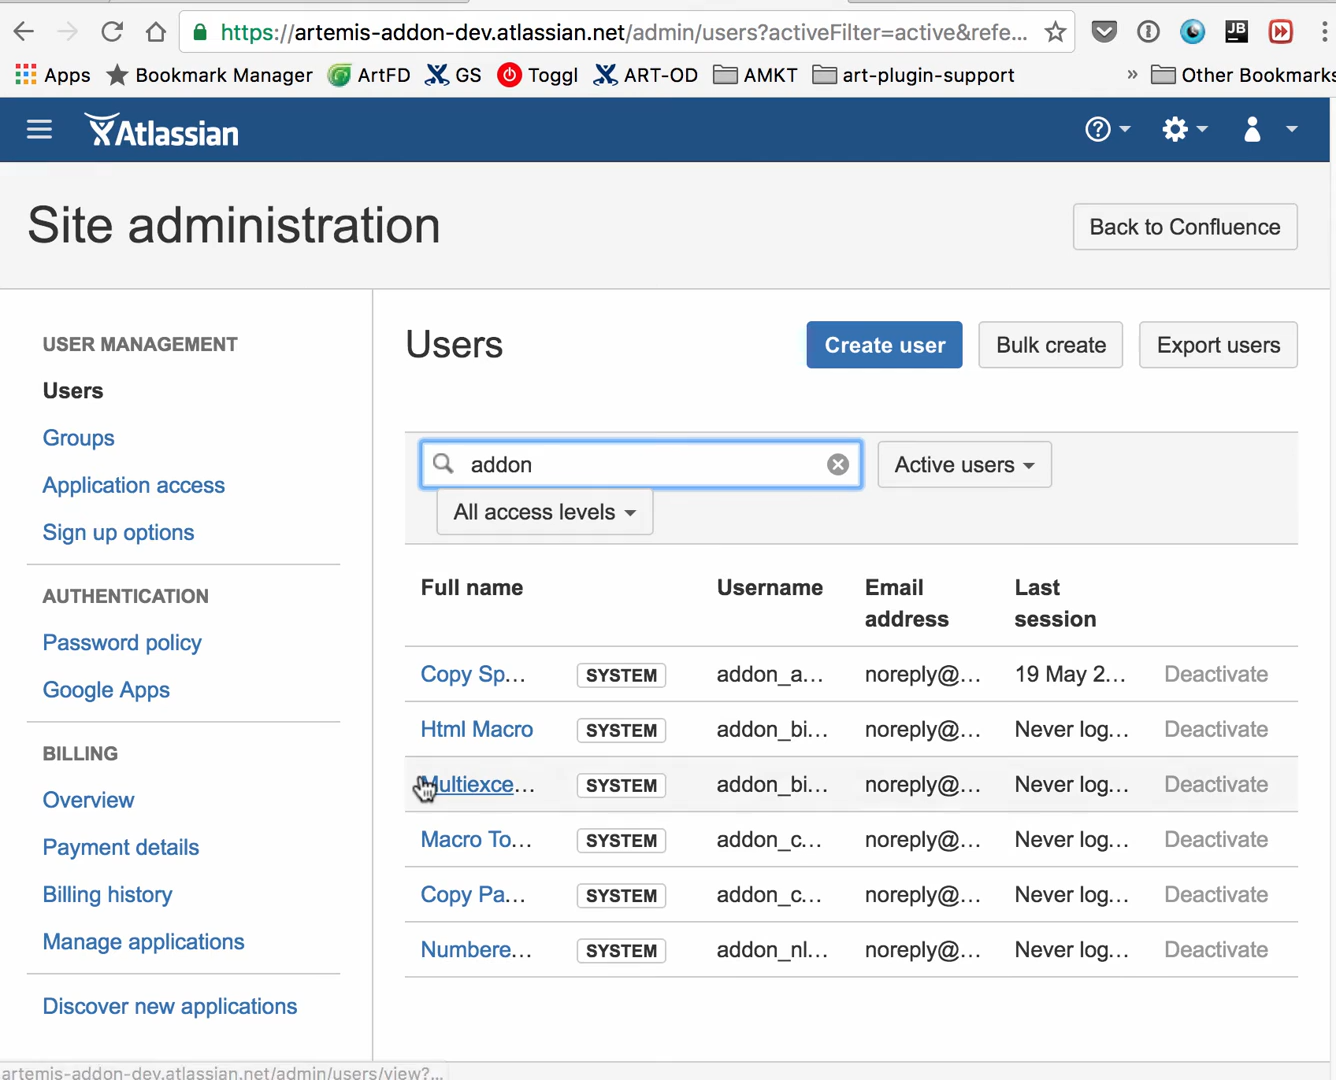 https://artemis-addon-dev.atlassian.net/admin/users?activeFilter=active&refe...
JB
Apps Bookmark Manager ArtFD GS Toggl ART-OD AMKT art-plugin-support » Other Bookmarks
Atlassian
Site administration
Back to Confluence
USER MANAGEMENT
Users
Groups
Application access
Sign up options
AUTHENTICATION
Password policy
Google Apps
BILLING
Overview
Payment details
Billing history
Manage applications
Discover new applications
Users
Create user Bulk create Export users
addon Active users
All access levels
Full name Username Email address Last session
Copy Sp... SYSTEM addon_a... noreply@... 19 May 2... Deactivate
Html Macro SYSTEM addon_bi... noreply@... Never log... Deactivate
Multiexce... SYSTEM addon_bi... noreply@... Never log... Deactivate
Macro To... SYSTEM addon_c... noreply@... Never log... Deactivate
Copy Pa... SYSTEM addon_c... noreply@... Never log... Deactivate
Numbere... SYSTEM addon_nl... noreply@... Never log... Deactivate
artemis-addon-dev.atlassian.net/admin/users/view?...